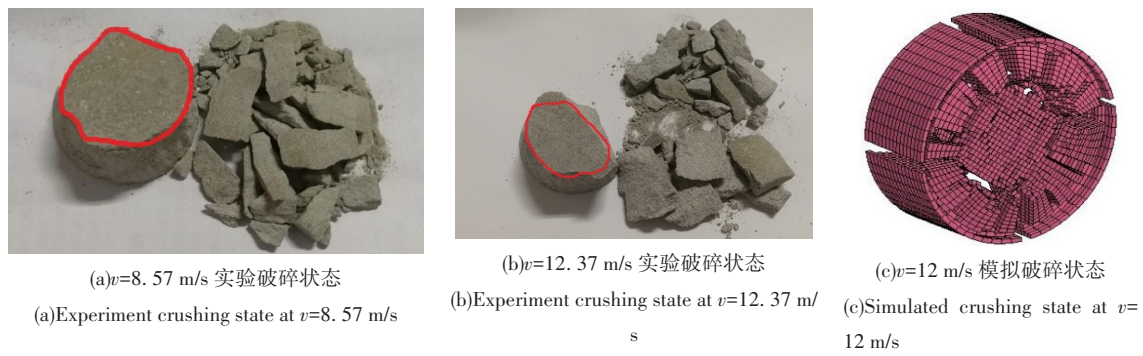 (a)v=8. 57 m/s 实验破碎状态
(a)Experiment crushing state at v=8. 57 m/s
(b)v=12. 37 m/s 实验破碎状态
(b)Experiment crushing state at v=12. 37 m/
s
(c)v=12 m/s 模拟破碎状态
(c)Simulated crushing state at v=
12 m/s